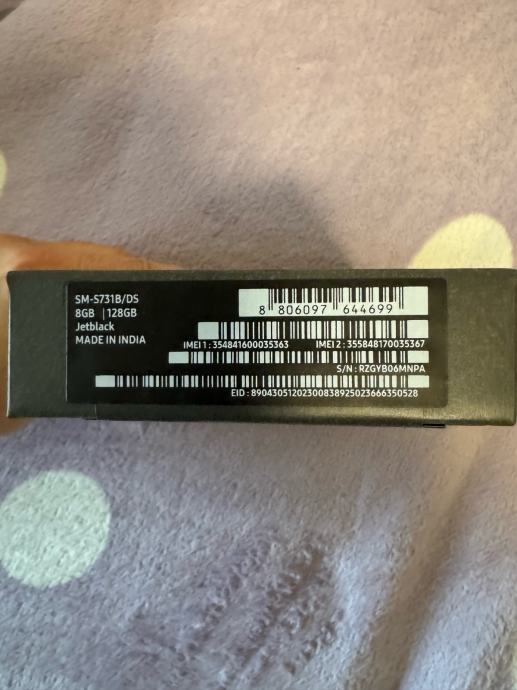 SM-S731B/DS
8GB | 128GB
Jetblack
MADE IN INDIA
8 806097 644699
IMEI 1 : 354841600035363 IMEI 2 : 355848170035367
S/N : RZGYB06MNPA
EID : 89043051202300838925023666350528